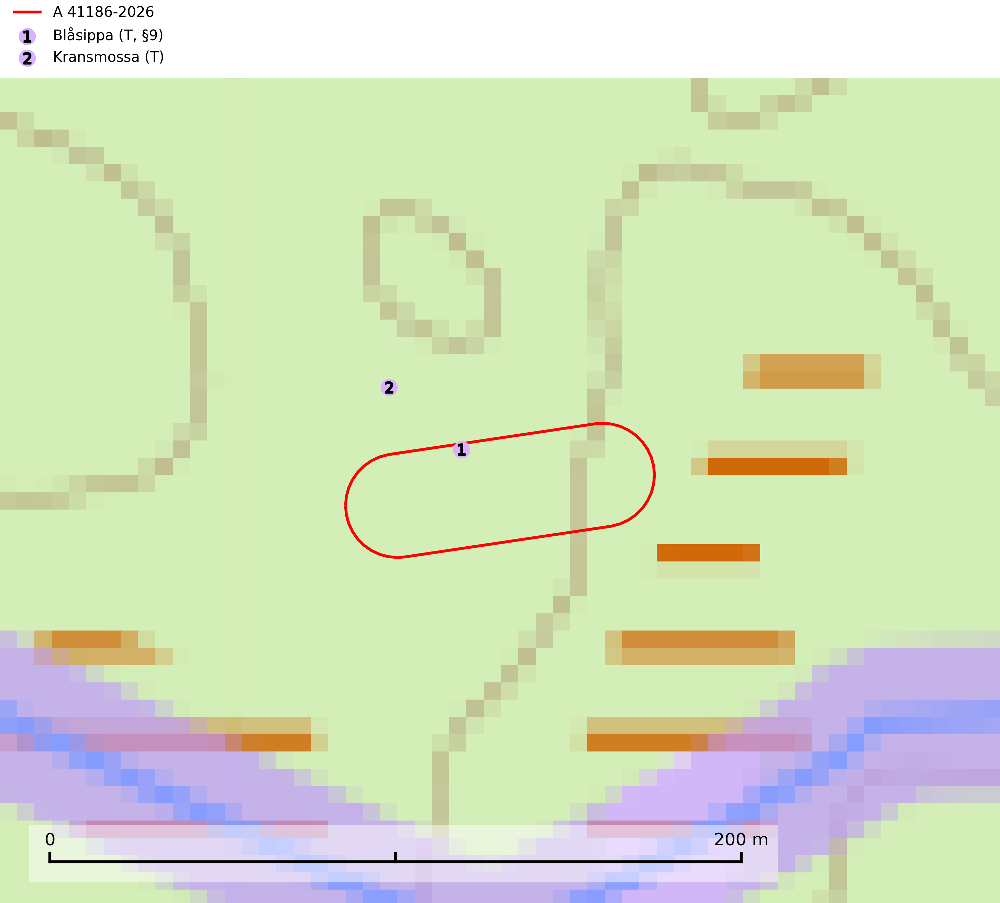 A 41186-2026
1 Blåsippa (T, §9)
2 Kransmossa (T)
2
1
0 200 m